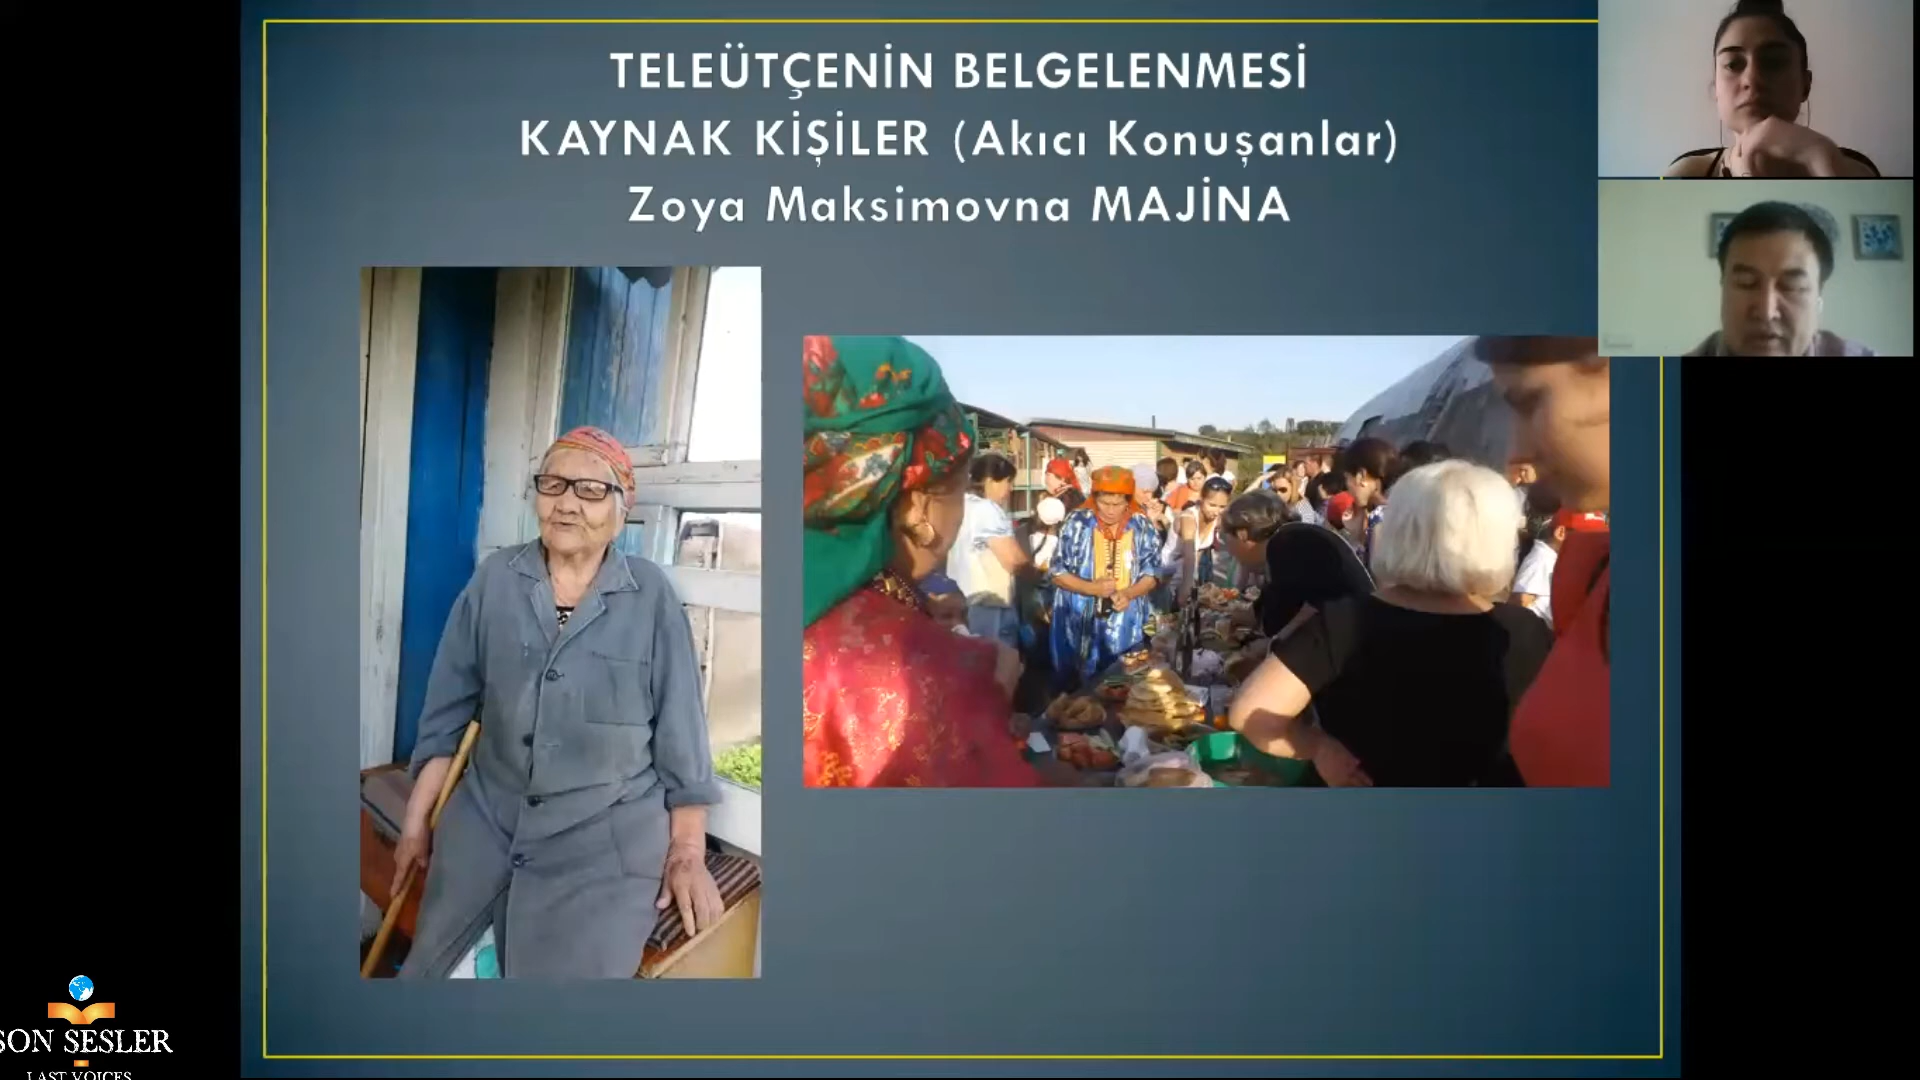 TELEÜTÇENİN BELGELENMESİ
KAYNAK KİŞİLER (Akıcı Konuşanlar)
Zoya Maksimovna MAJİNA
SON SESLER
LAST VOICES